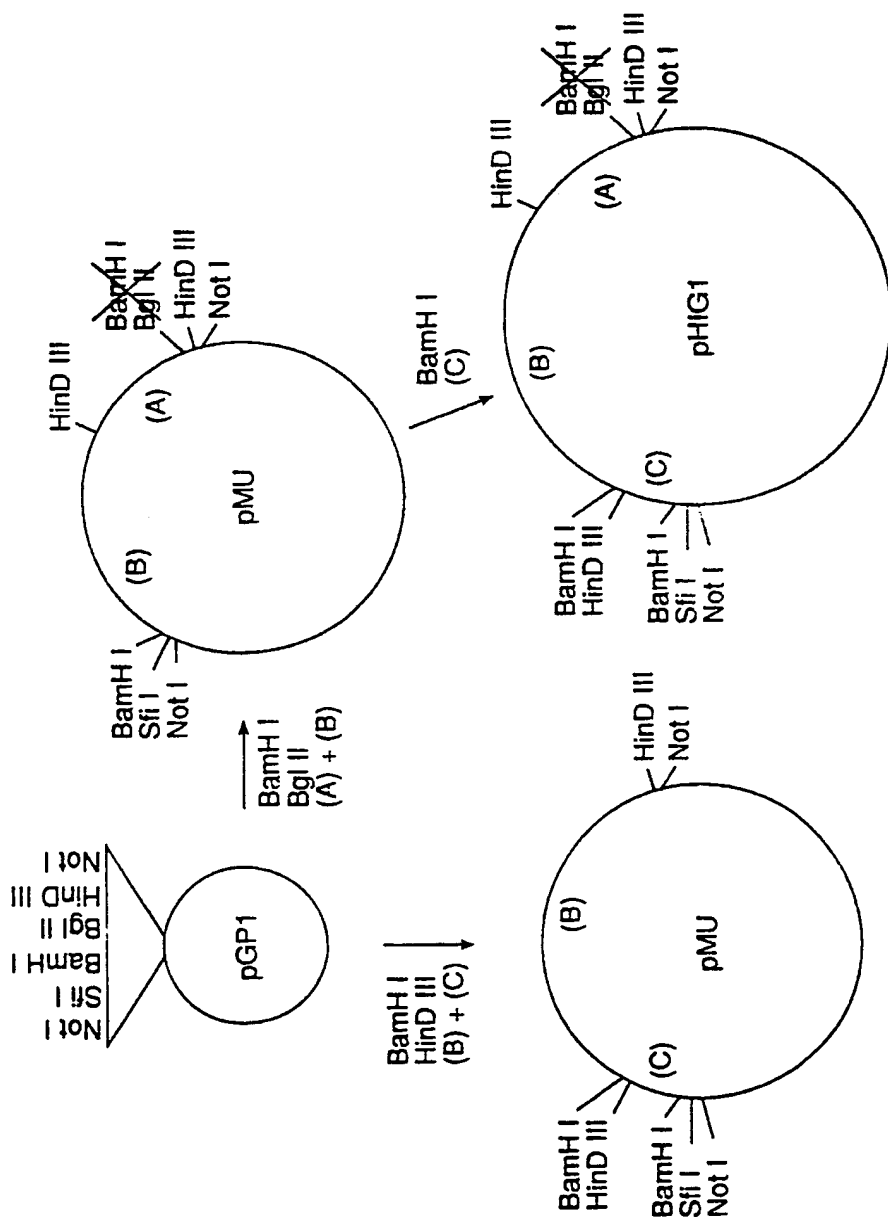 Not I
Sfi I
BamH I
Bgl II
HinD III
Not I
pGP1
BamH I
Bgl II
(A) + (B)
BamH I
Sfi I
Not I
(B)
pMU
(A)
HinD III
BamH I
Bgl II
HinD III
Not I
BamH I
HinD III
(B) + (C)
BamH I
(C)
BamH I
HinD III
(C)
BamH I
Sfi I
Not I
(B)
pMU
HinD III
Not I
BamH I
HinD III
(C)
BamH I
Sfi I
Not I
(B)
pHIG1
(A)
HinD III
BamH I
Bgl II
HinD III
Not I